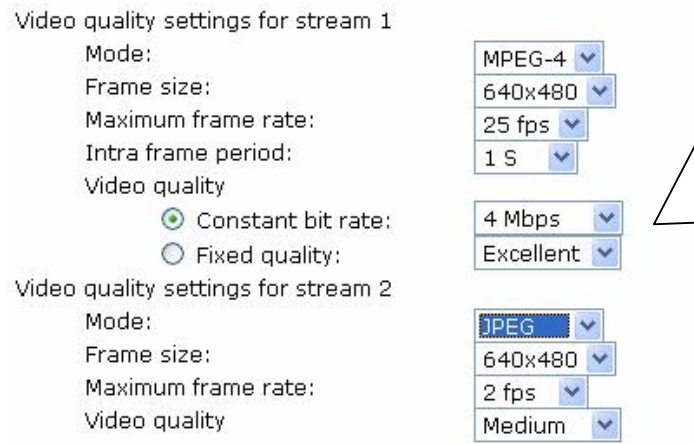 Video quality settings for stream 1
Mode: MPEG-4
Frame size: 640x480
Maximum frame rate: 25 fps
Intra frame period: 1 S
Video quality
Constant bit rate: 4 Mbps
Fixed quality: Excellent
Video quality settings for stream 2
Mode: JPEG
Frame size: 640x480
Maximum frame rate: 2 fps
Video quality Medium